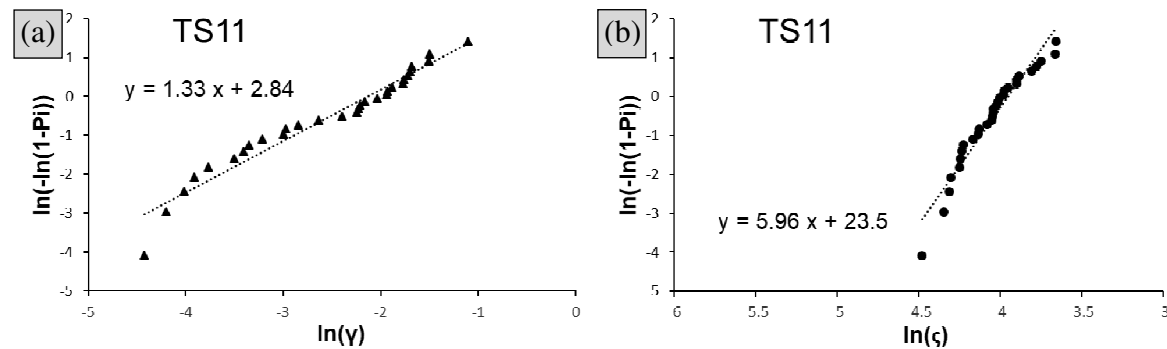 (a)
TS11
y = 1.33 x + 2.84
ln(-ln(1-Pi))
2
1
0
-1
-2
-3
-4
-5
-5
-4
-3
-2
-1
0
ln(γ)
(b)
TS11
y = 5.96 x + 23.5
ln(-ln(1-Pi))
2
1
0
-1
-2
-3
-4
-5
6
5.5
5
4.5
4
3.5
3
ln(ς)